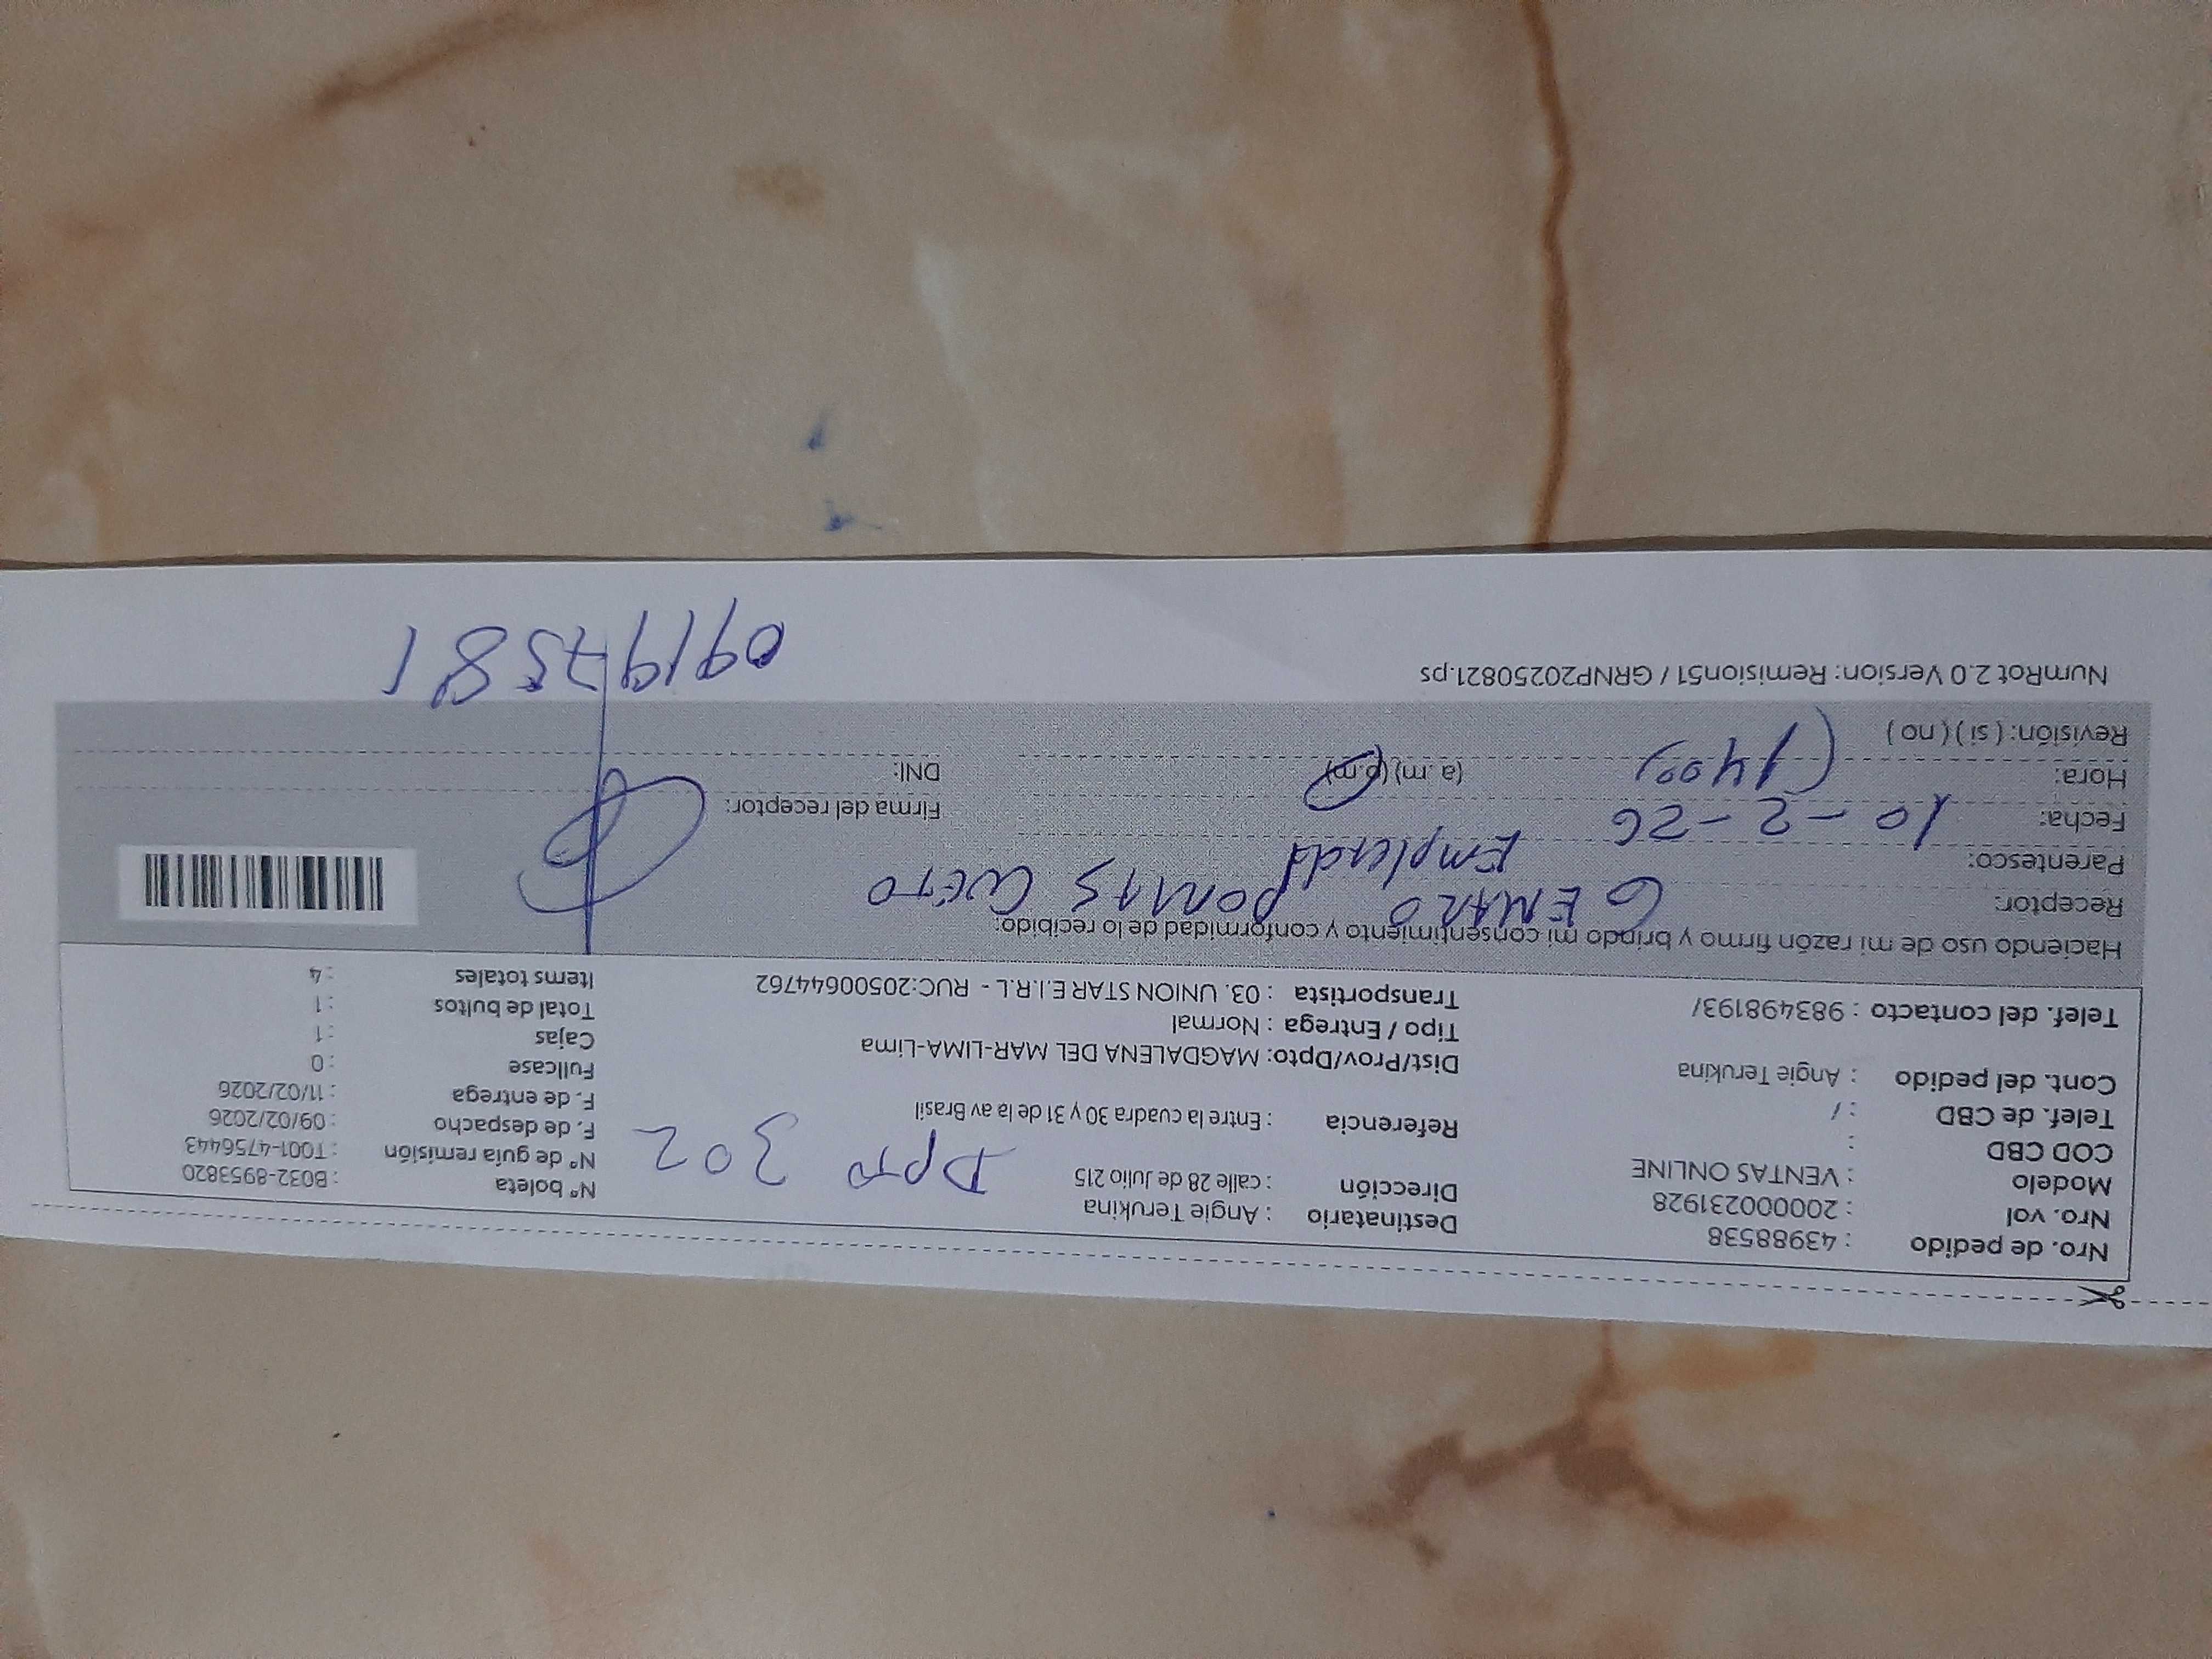 Nro. de pedido : 43988538
Nro. vol : 200000231928
Modelo : VENTAS ONLINE
COD CBD :
Telef. de CBD : /
Cont. del pedido : Angie Terukina
Telef. del contacto : 983498193/
Destinatario : Angie Terukina
Dirección : calle 28 de Julio 215 Dpto 302
Referencia : Entre la cuadra 30 y 31 de la av Brasil
Dist/Prov/Dpto: MAGDALENA DEL MAR-LIMA-Lima
Tipo / Entrega : Normal
Transportista : 03. UNION STAR E.I.R.L - RUC:20500644762
N° boleta : B032-8953820
N° de guía remisión : T001-4756443
F. de despacho : 09/02/2026
F. de entrega : 11/02/2026
Fullcase : 0
Cajas : 1
Total de bultos : 1
Items totales : 4
Haciendo uso de mi razón firmo y brindo mi consentimiento y conformidad de lo recibido:
Receptor: CUETO
Parentesco:
Fecha: 10-2-26
Hora: 1400 (a.m) (p.m)
Revisión: ( si ) ( no )
Firma del receptor:
DNI:
09197581
NumRot 2.0 Version: Remision51 / GRNP20250821.ps